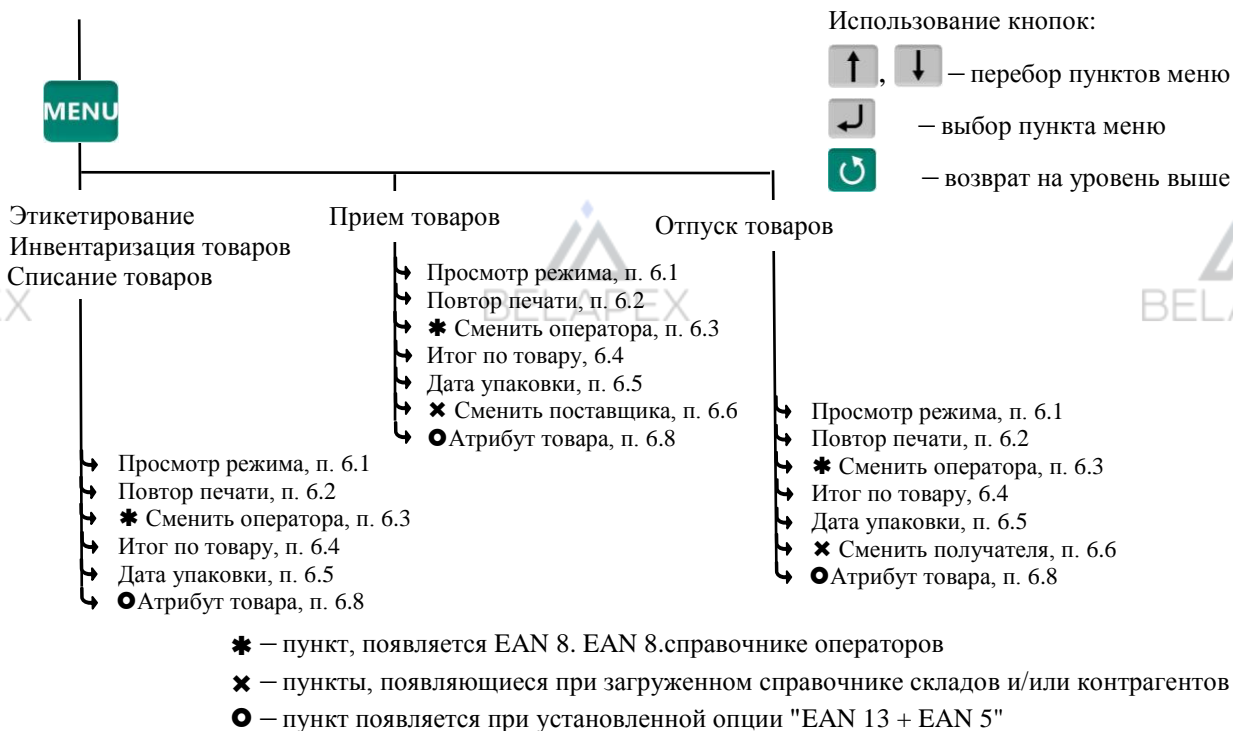 Использование кнопок:
↑, ↓ – перебор пунктов меню
– выбор пункта меню
– возврат на уровень выше
MENU
Этикетирование
Инвентаризация товаров
Списание товаров
Просмотр режима, п. 6.1
Повтор печати, п. 6.2
✱ Сменить оператора, п. 6.3
Итог по товару, п. 6.4
Дата упаковки, п. 6.5
Атрибут товара, п. 6.8
Прием товаров
Просмотр режима, п. 6.1
Повтор печати, п. 6.2
✱ Сменить оператора, п. 6.3
Итог по товару, 6.4
Дата упаковки, п. 6.5
✖ Сменить поставщика, п. 6.6
Атрибут товара, п. 6.8
Отпуск товаров
Просмотр режима, п. 6.1
Повтор печати, п. 6.2
✱ Сменить оператора, п. 6.3
Итог по товару, 6.4
Дата упаковки, п. 6.5
✖ Сменить получателя, п. 6.6
Атрибут товара, п. 6.8
✱ – пункт, появляется EAN 8. EAN 8.справочнике операторов
✖ – пункты, появляющиеся при загруженном справочнике складов и/или контрагентов
– пункт появляется при установленной опции "EAN 13 + EAN 5"
EX
BELAPEX
BELA